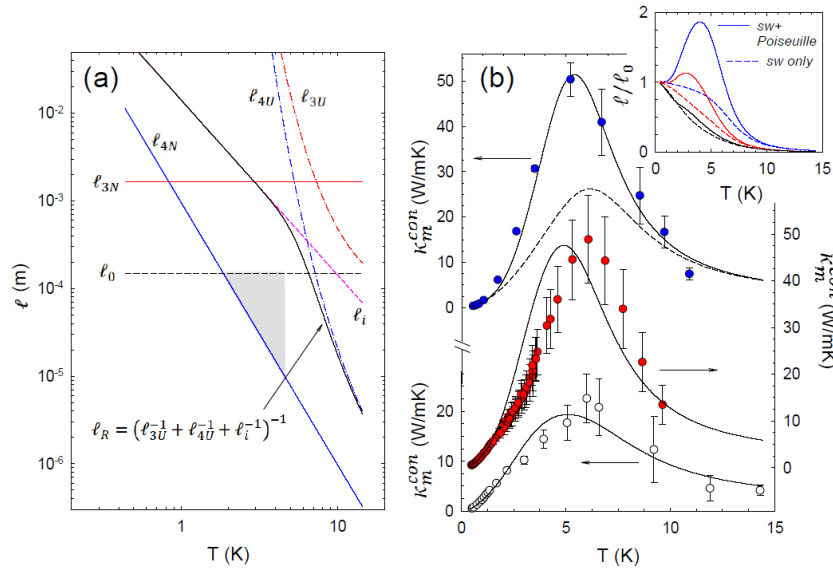 (a)
ℓ4U
ℓ3U
ℓ4N
ℓ3N
ℓ0
ℓi
ℓR = (ℓ3U⁻¹ + ℓ4U⁻¹ + ℓi⁻¹)⁻¹
ℓ (m)
10⁻²
10⁻³
10⁻⁴
10⁻⁵
10⁻⁶
1
10
T (K)
(b)
κm^con (W/mK)
50
40
30
20
10
0
κm^con (W/mK)
20
10
0
κm^con (W/mK)
50
40
30
20
10
0
0
5
10
15
T (K)
sw+
Poiseuille
sw only
ℓ/ℓ0
2
1
0
0
5
10
15
T (K)